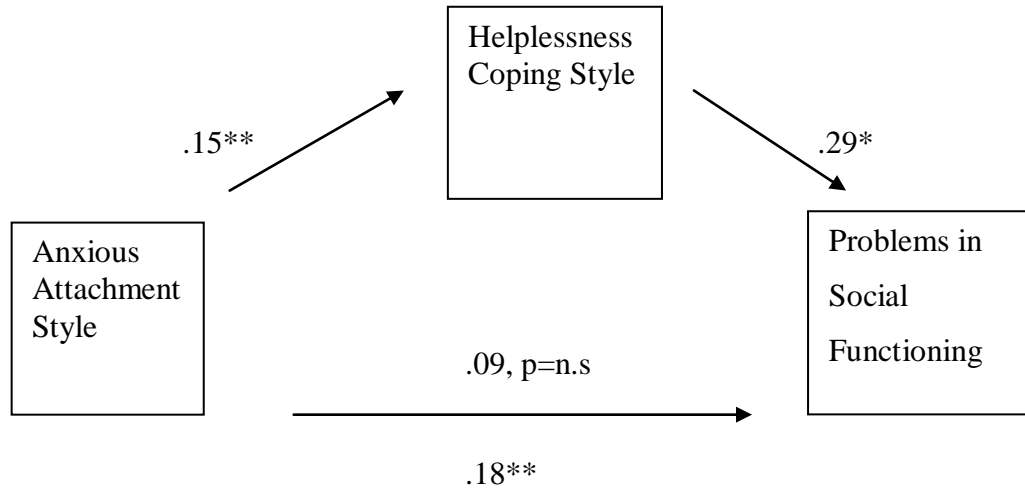 Helplessness
Coping Style
.15**
.29*
Anxious
Attachment
Style
Problems in
Social
Functioning
.09, p=n.s
.18**